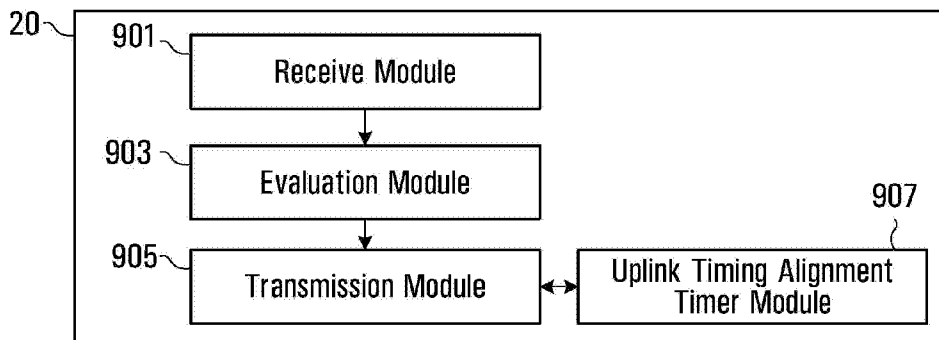 20
901
Receive Module
903
Evaluation Module
907
905
Transmission Module
Uplink Timing Alignment
Timer Module